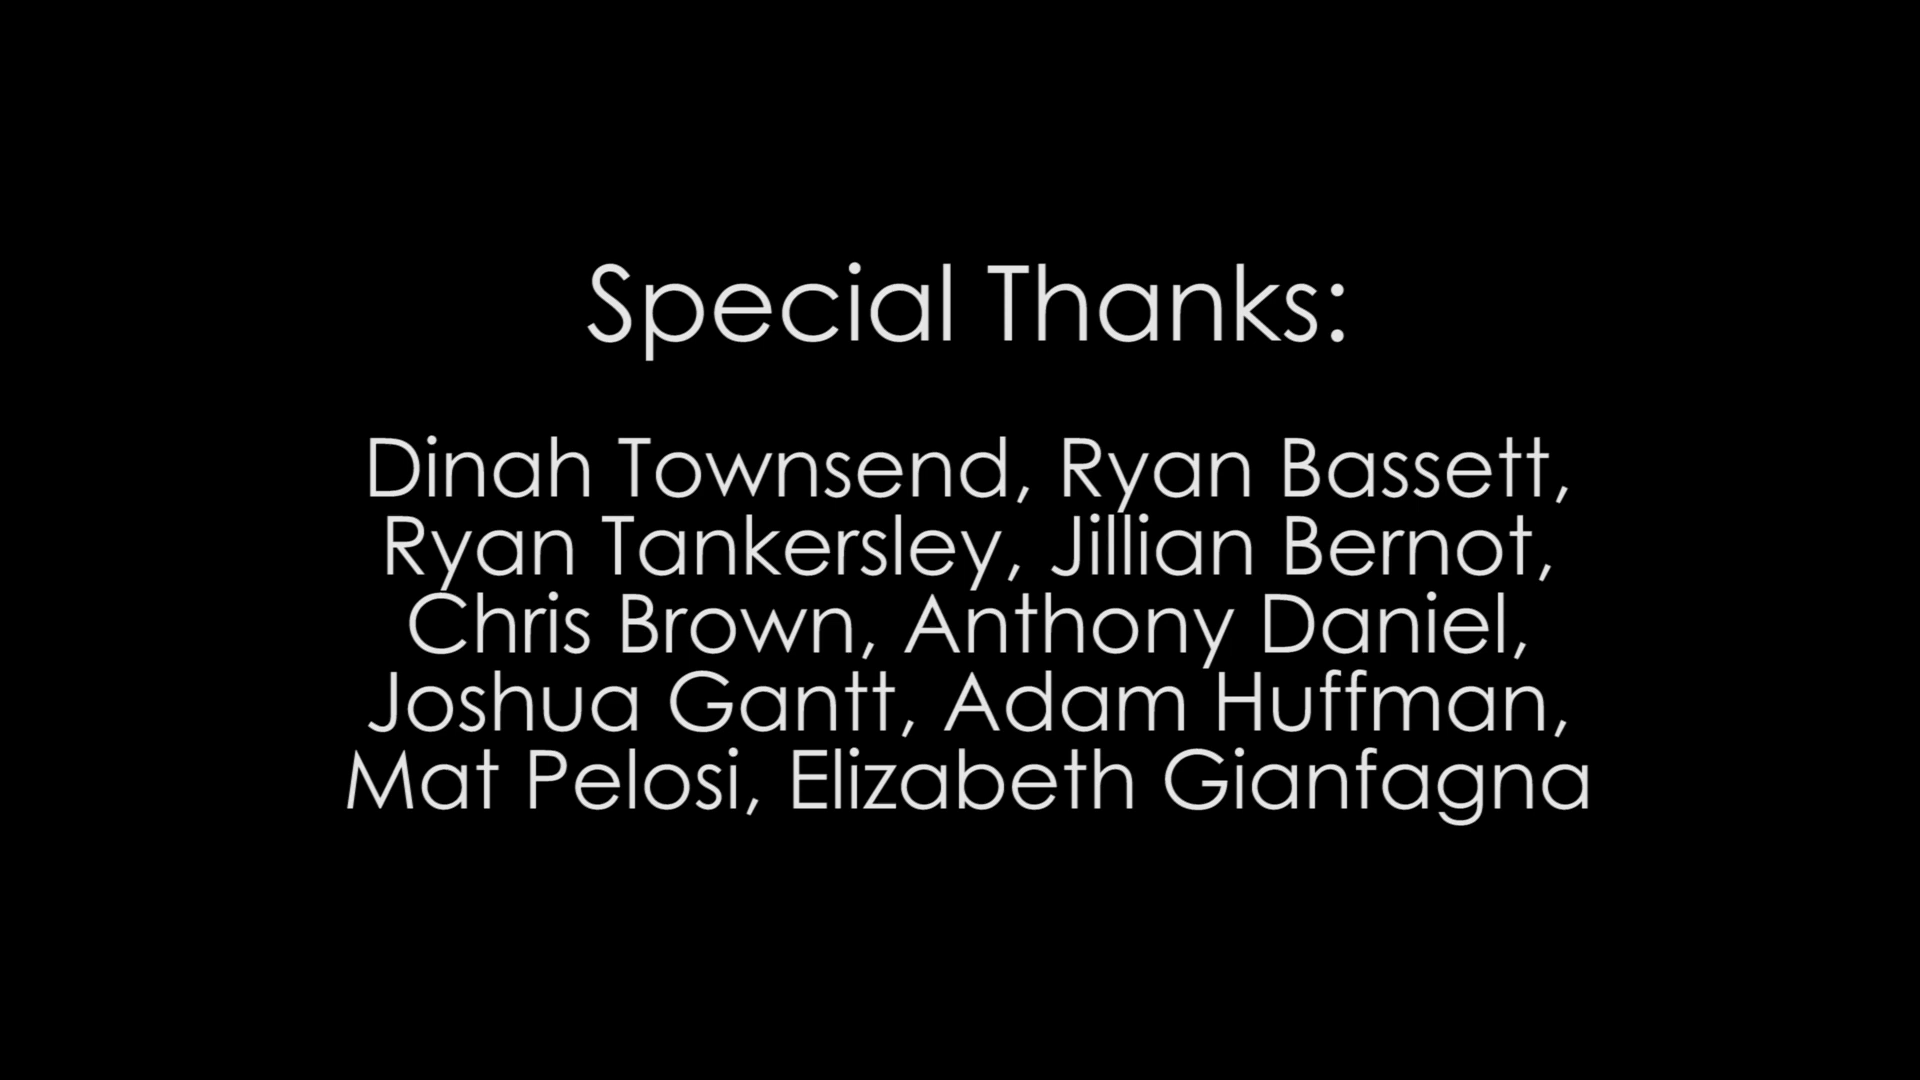 Special Thanks:
Dinah Townsend, Ryan Bassett,
Ryan Tankersley, Jillian Bernot,
Chris Brown, Anthony Daniel,
Joshua Gantt, Adam Huffman,
Mat Pelosi, Elizabeth Gianfagna